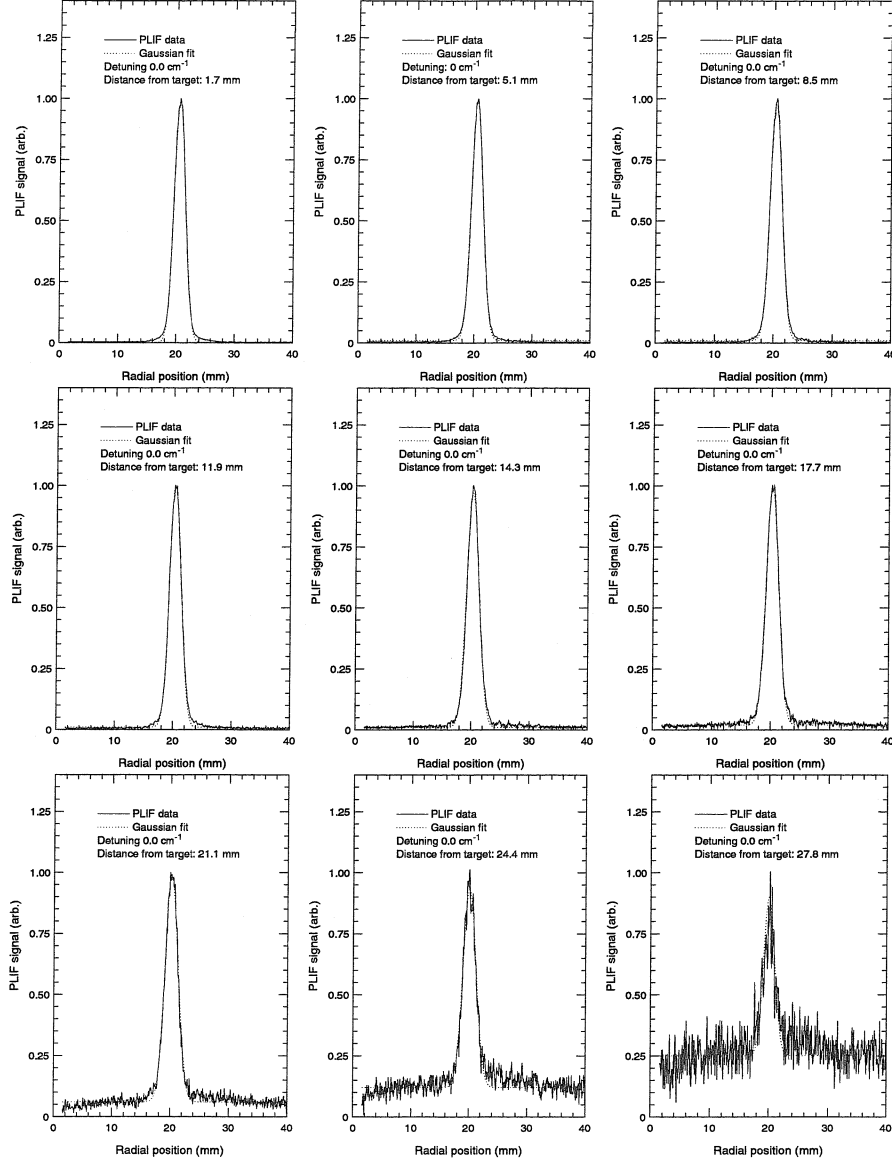 1.25
1.00
0.75
0.50
0.25
0
PLIF signal (arb.)
PLIF data
Gaussian fit
Detuning 0.0 cm-1
Distance from target: 1.7 mm
0 10 20 30 40
Radial position (mm)
1.25
1.00
0.75
0.50
0.25
0
PLIF signal (arb.)
PLIF data
Gaussian fit
Detuning: 0 cm-1
Distance from target: 5.1 mm
0 10 20 30 40
Radial position (mm)
1.25
1.00
0.75
0.50
0.25
0
PLIF signal (arb.)
PLIF data
Gaussian fit
Detuning 0.0 cm-1
Distance from target: 8.5 mm
0 10 20 30 40
Radial position (mm)
1.25
1.00
0.75
0.50
0.25
0
PLIF signal (arb.)
PLIF data
Gaussian fit
Detuning 0.0 cm-1
Distance from target: 11.9 mm
0 10 20 30 40
Radial position (mm)
1.25
1.00
0.75
0.50
0.25
0
PLIF signal (arb.)
PLIF data
Gaussian fit
Detuning 0.0 cm-1
Distance from target: 14.3 mm
0 10 20 30 40
Radial position (mm)
1.25
1.00
0.75
0.50
0.25
0
PLIF signal (arb.)
PLIF data
Gaussian fit
Detuning 0.0 cm-1
Distance from target: 17.7 mm
0 10 20 30 40
Radial position (mm)
1.25
1.00
0.75
0.50
0.25
0
PLIF signal (arb.)
PLIF data
Gaussian fit
Detuning 0.0 cm-1
Distance from target: 21.1 mm
0 10 20 30 40
Radial position (mm)
1.25
1.00
0.75
0.50
0.25
0
PLIF signal (arb.)
PLIF data
Gaussian fit
Detuning 0.0 cm-1
Distance from target: 24.4 mm
0 10 20 30 40
Radial position (mm)
1.25
1.00
0.75
0.50
0.25
0
PLIF signal (arb.)
PLIF data
Gaussian fit
Detuning 0.0 cm-1
Distance from target: 27.8 mm
0 10 20 30 40
Radial position (mm)